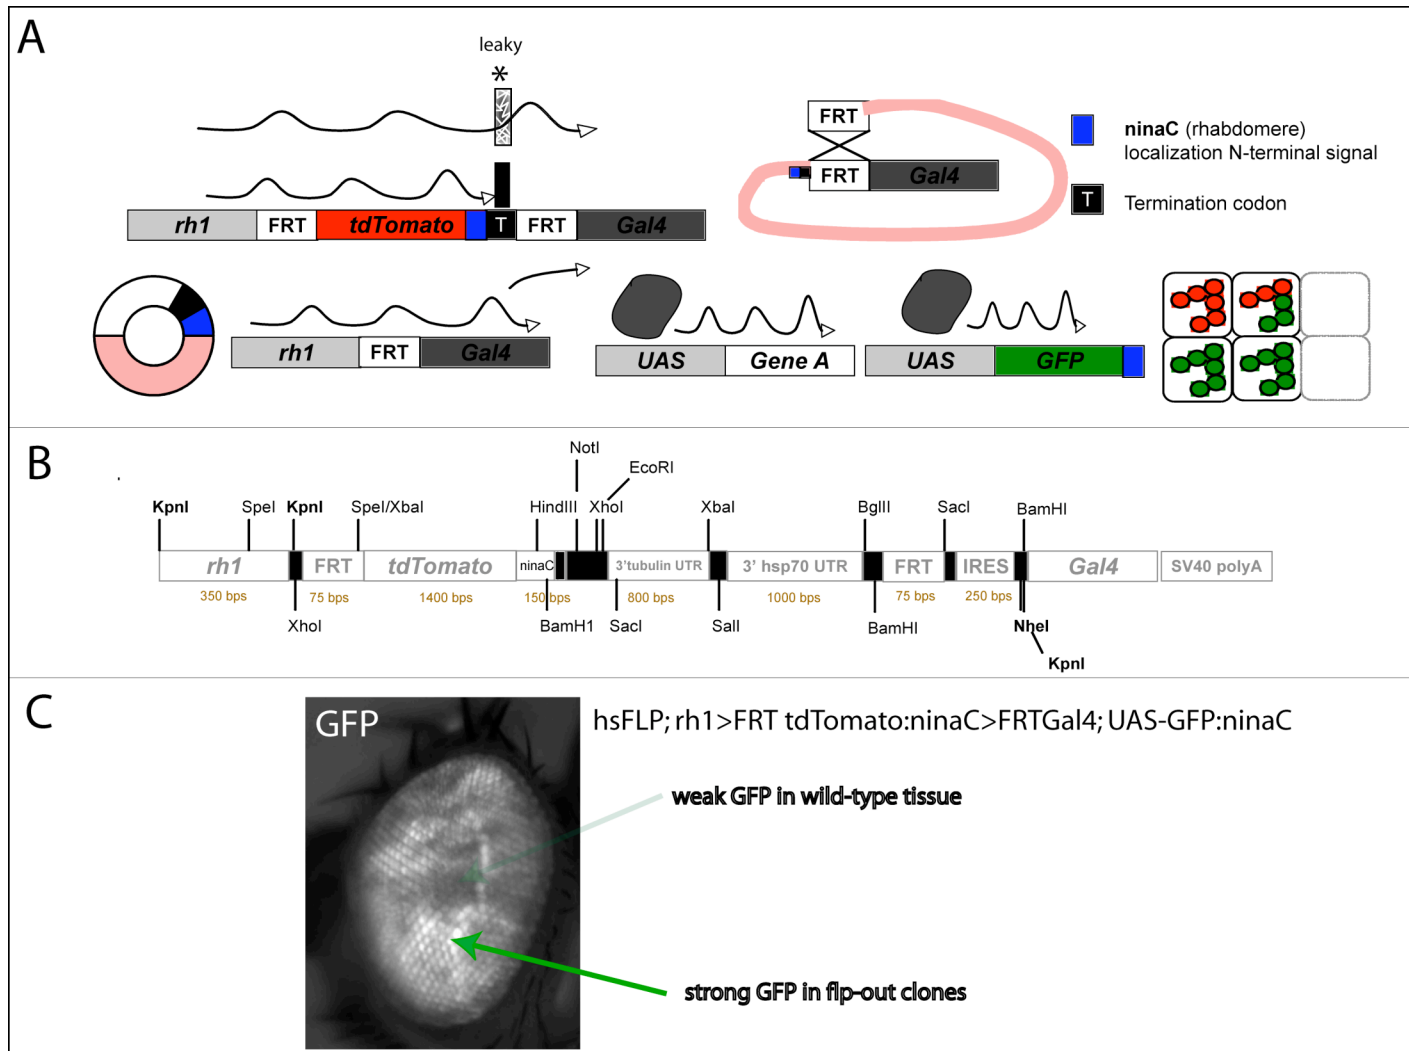 A
leaky
*
FRT
FRT
Gal4
ninaC (rhabdomere)
localization N-terminal signal
T
Termination codon
rh1
FRT
tdTomato
T
FRT
Gal4
rh1
FRT
Gal4
UAS
Gene A
UAS
GFP
B
NotI
EcoRI
KpnI
SpeI
KpnI
SpeI/XbaI
HindIII
XhoI
XbaI
BglII
SacI
BamHI
rh1
FRT
tdTomato
ninaC
3'tubulin UTR
3' hsp70 UTR
FRT
IRES
Gal4
SV40 polyA
350 bps
75 bps
1400 bps
150 bps
800 bps
1000 bps
75 bps
250 bps
XhoI
BamH1
SacI
SalI
BamHI
NheI
KpnI
C
GFP
hsFLP; rh1>FRT tdTomato:ninaC>FRTGal4; UAS-GFP:ninaC
weak GFP in wild-type tissue
strong GFP in flp-out clones